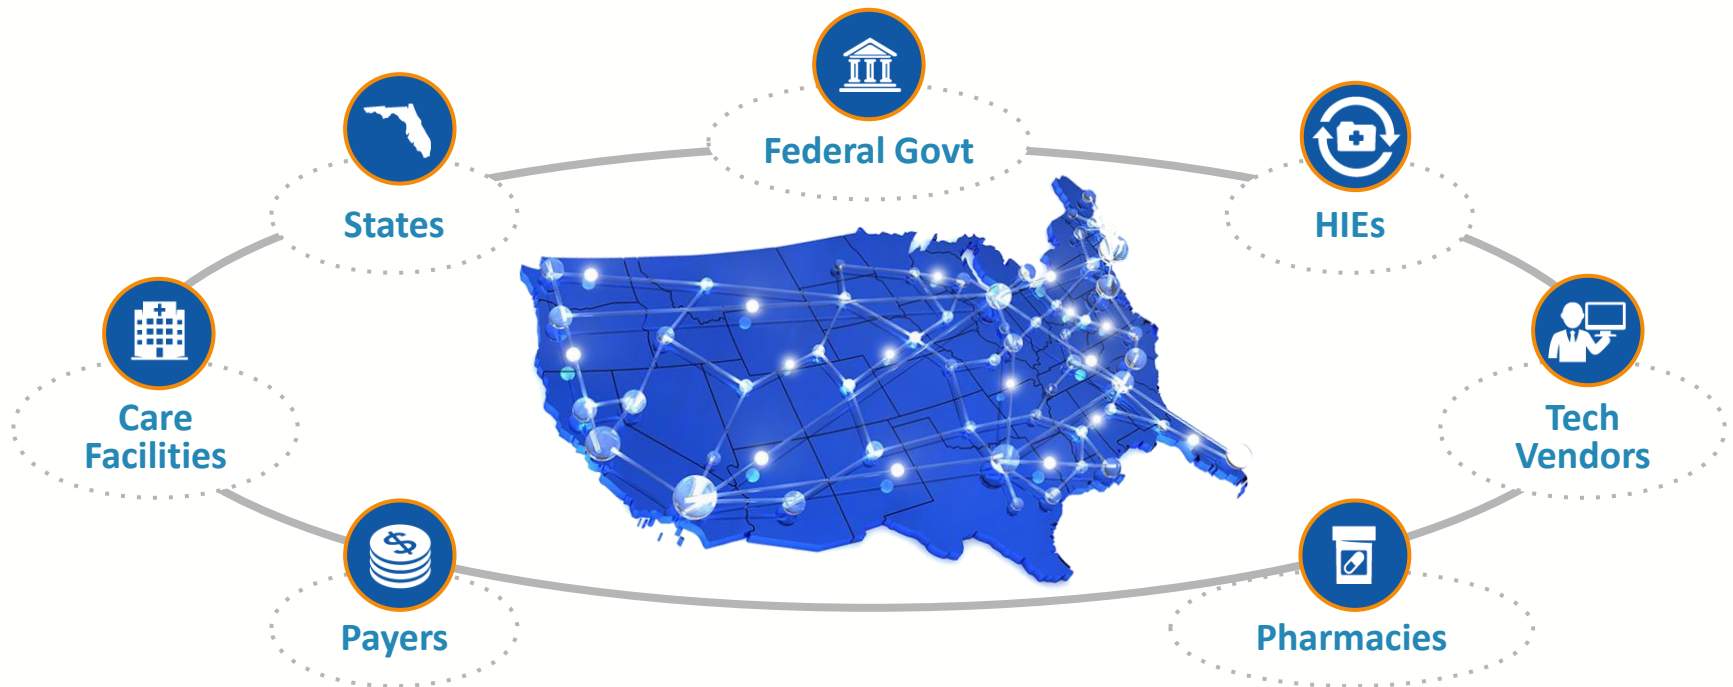 Federal Govt
States
HIEs
Care
Facilities
Tech
Vendors
Payers
Pharmacies
$